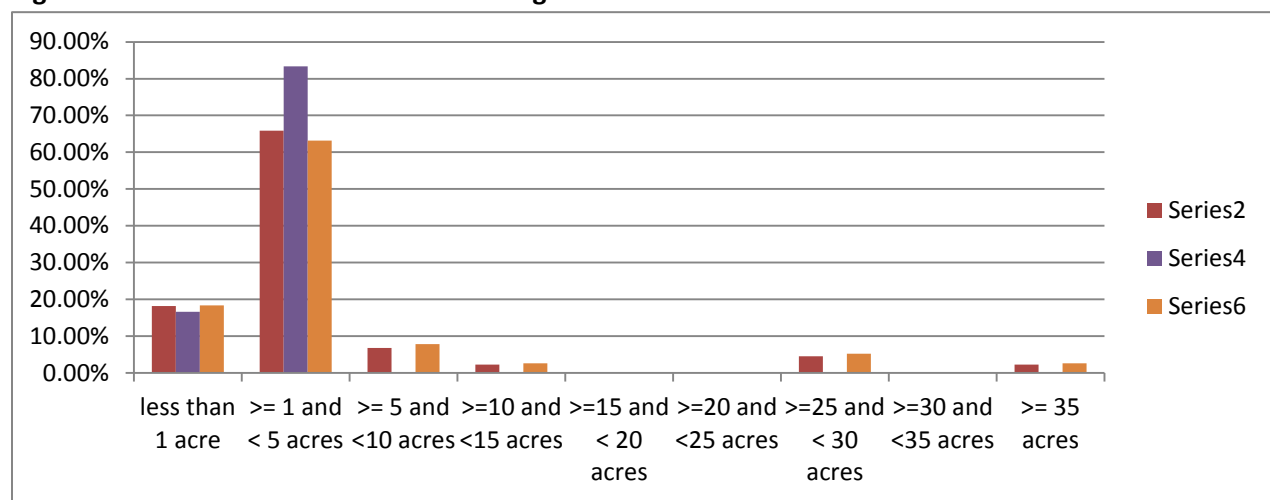 90.00%
80.00%
70.00%
60.00%
50.00%
40.00%
30.00%
20.00%
10.00%
0.00%
less than 1 acre
>= 1 and < 5 acres
>= 5 and <10 acres
>=10 and <15 acres
>=15 and < 20 acres
>=20 and <25 acres
>=25 and < 30 acres
>=30 and <35 acres
>= 35 acres
Series2
Series4
Series6